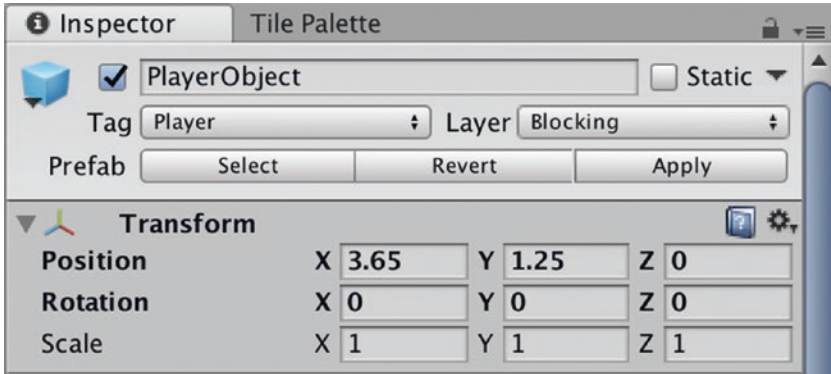 Inspector Tile Palette
PlayerObject Static
Tag Player Layer Blocking
Prefab Select Revert Apply
Transform
Position X 3.65 Y 1.25 Z 0
Rotation X 0 Y 0 Z 0
Scale X 1 Y 1 Z 1